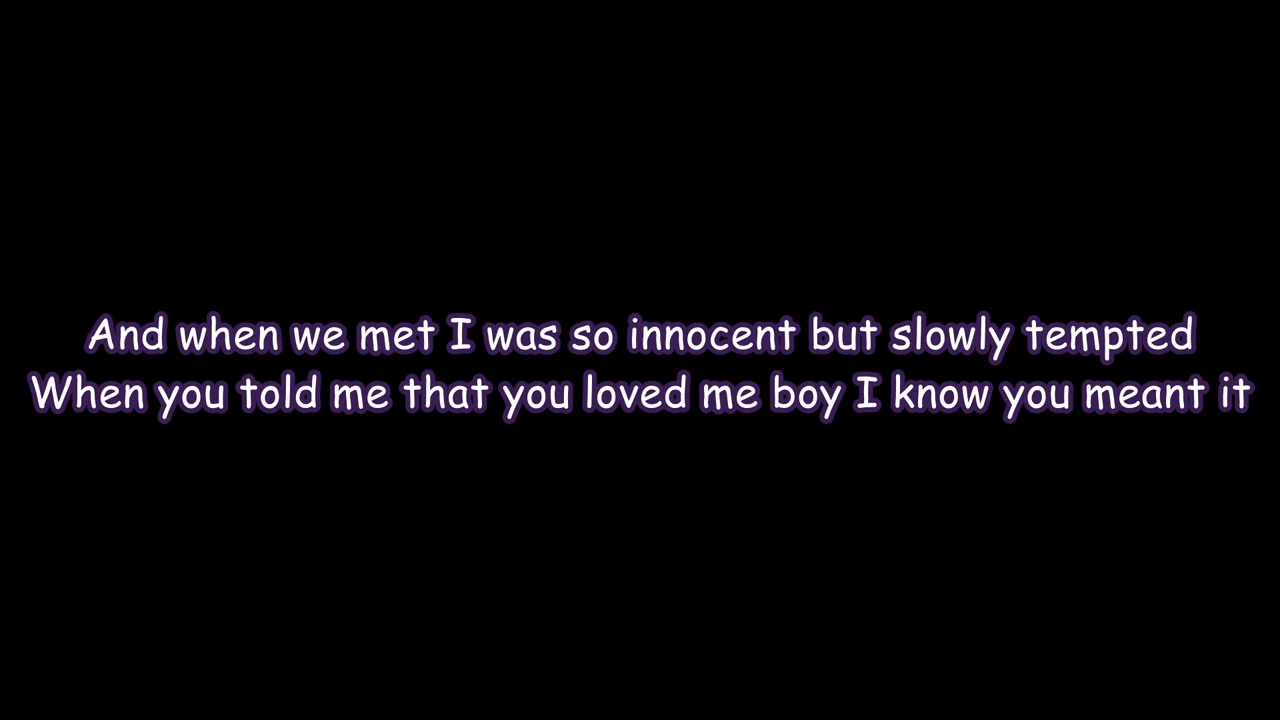 And when we met I was so innocent but slowly tempted
When you told me that you loved me boy I know you meant it